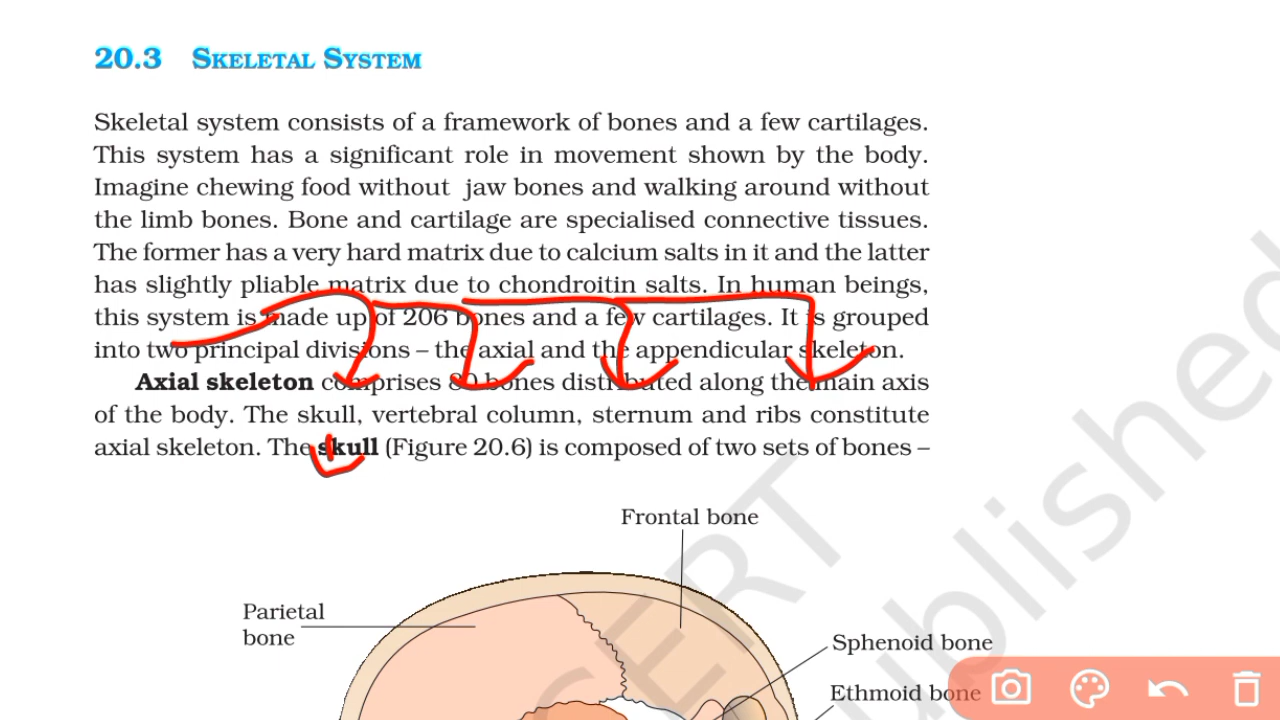 20.3 SKELETAL SYSTEM
Skeletal system consists of a framework of bones and a few cartilages.
This system has a significant role in movement shown by the body.
Imagine chewing food without jaw bones and walking around without
the limb bones. Bone and cartilage are specialised connective tissues.
The former has a very hard matrix due to calcium salts in it and the latter
has slightly pliable matrix due to chondroitin salts. In human beings,
this system is made up of 206 bones and a few cartilages. It is grouped
into two principal divisions – the axial and the appendicular skeleton.
Axial skeleton comprises 80 bones distributed along the main axis
of the body. The skull, vertebral column, sternum and ribs constitute
axial skeleton. The skull (Figure 20.6) is composed of two sets of bones –
Frontal bone
Parietal
bone
Sphenoid bone
Ethmoid bone